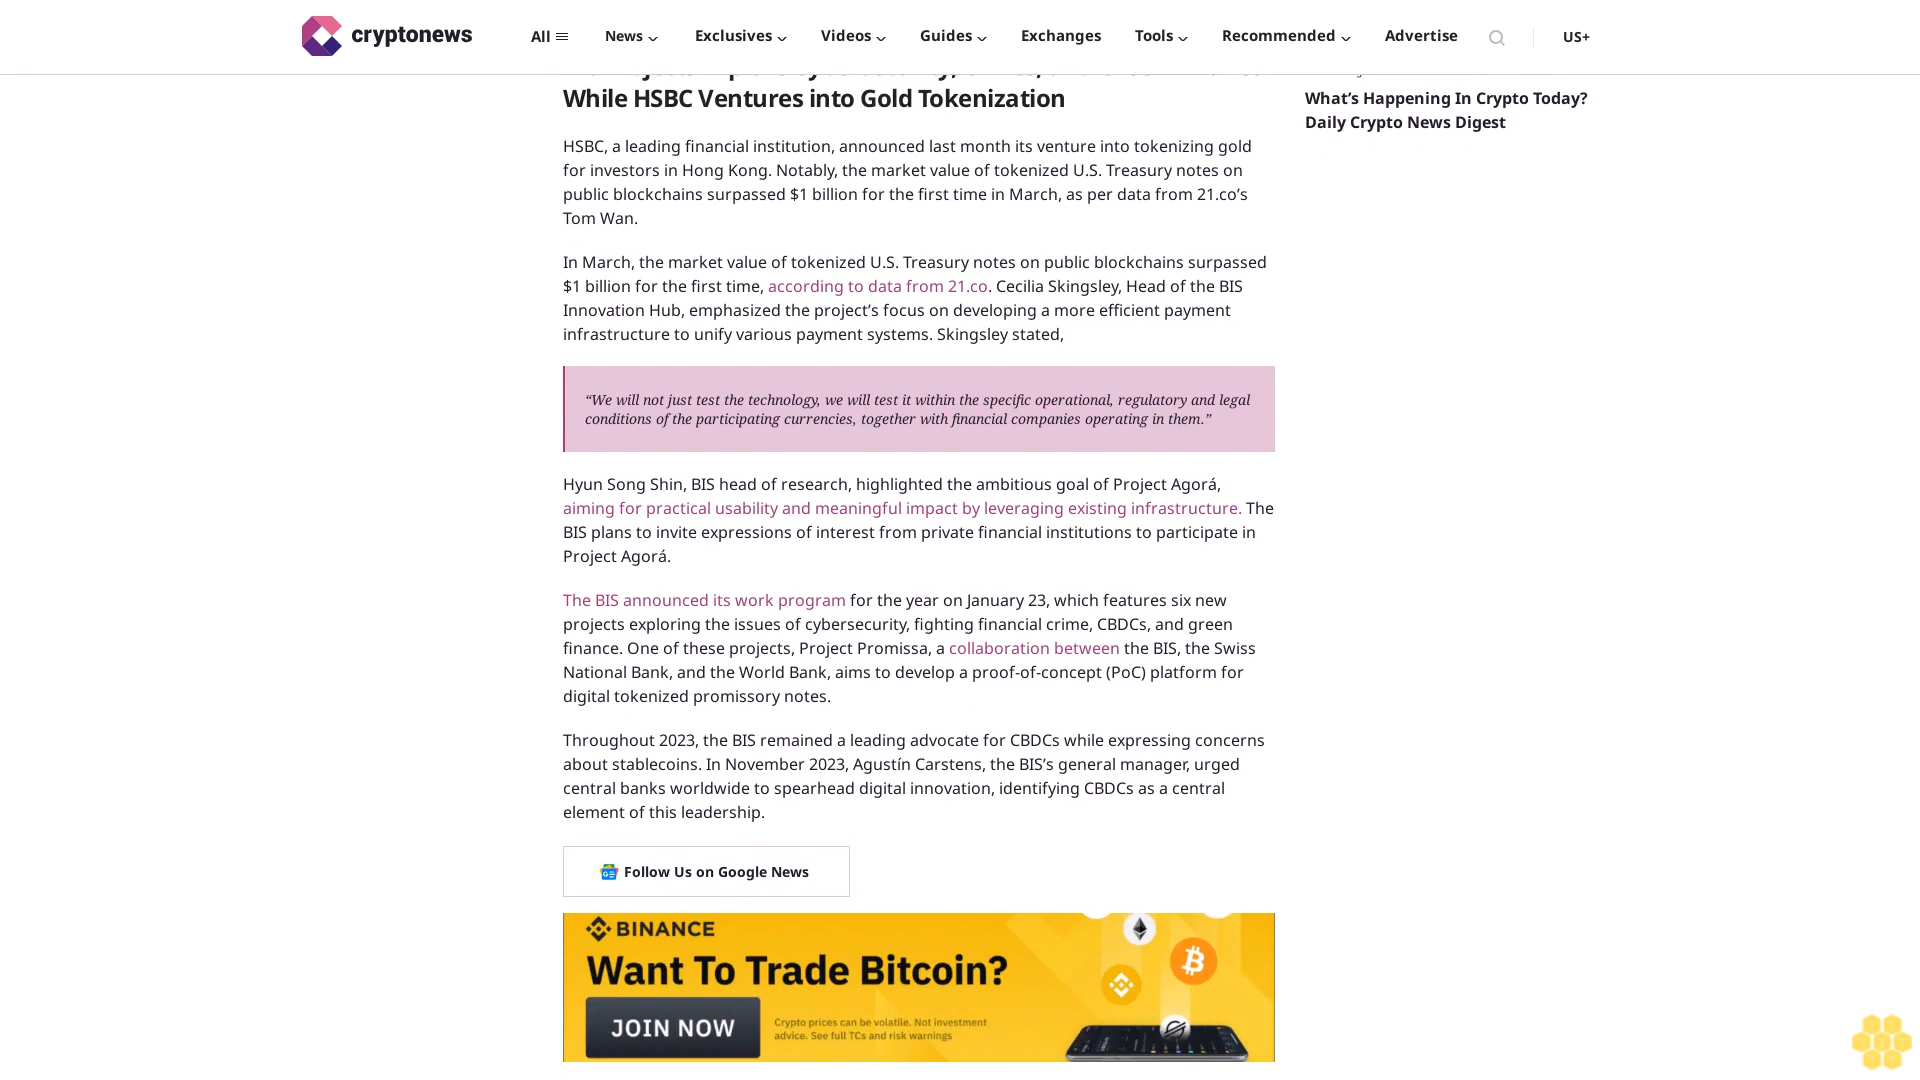 cryptonews
All
News
Exclusives
Videos
Guides
Exchanges
Tools
Recommended
Advertise
US+
While HSBC Ventures into Gold Tokenization
HSBC, a leading financial institution, announced last month its venture into tokenizing gold
for investors in Hong Kong. Notably, the market value of tokenized U.S. Treasury notes on
public blockchains surpassed $1 billion for the first time in March, as per data from 21.co’s
Tom Wan.
In March, the market value of tokenized U.S. Treasury notes on public blockchains surpassed
$1 billion for the first time, according to data from 21.co. Cecilia Skingsley, Head of the BIS
Innovation Hub, emphasized the project’s focus on developing a more efficient payment
infrastructure to unify various payment systems. Skingsley stated,
“We will not just test the technology, we will test it within the specific operational, regulatory and legal
conditions of the participating currencies, together with financial companies operating in them.”
Hyun Song Shin, BIS head of research, highlighted the ambitious goal of Project Agorá,
aiming for practical usability and meaningful impact by leveraging existing infrastructure. The
BIS plans to invite expressions of interest from private financial institutions to participate in
Project Agorá.
The BIS announced its work program for the year on January 23, which features six new
projects exploring the issues of cybersecurity, fighting financial crime, CBDCs, and green
finance. One of these projects, Project Promissa, a collaboration between the BIS, the Swiss
National Bank, and the World Bank, aims to develop a proof-of-concept (PoC) platform for
digital tokenized promissory notes.
Throughout 2023, the BIS remained a leading advocate for CBDCs while expressing concerns
about stablecoins. In November 2023, Agustín Carstens, the BIS’s general manager, urged
central banks worldwide to spearhead digital innovation, identifying CBDCs as a central
element of this leadership.
Follow Us on Google News
BINANCE
Want To Trade Bitcoin?
JOIN NOW
Crypto prices can be volatile. Not investment
advice. See full TCs and risk warnings
What’s Happening In Crypto Today?
Daily Crypto News Digest